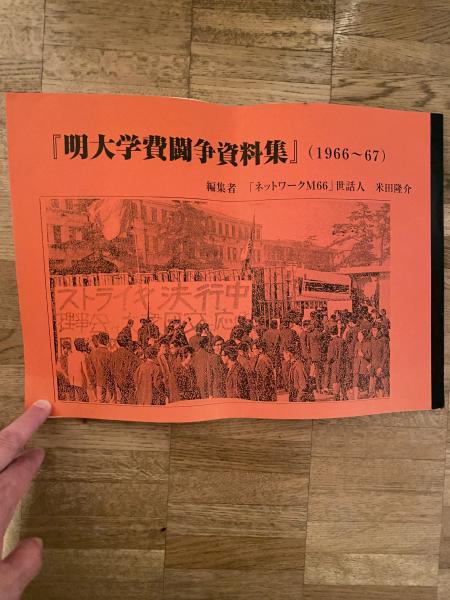 『明大学費闘争資料集』(1966～67)
編集者　「ネットワークM66」世話人　米田隆介
ストライキ決行中